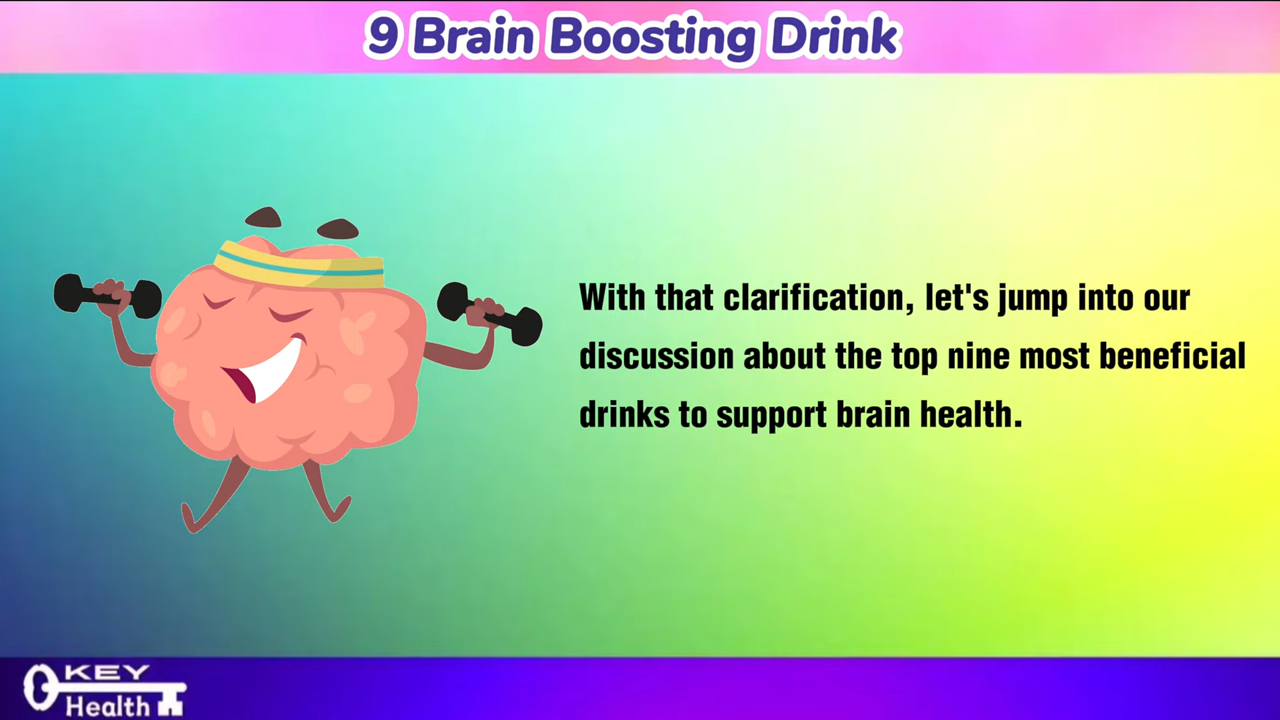 9 Brain Boosting Drink
With that clarification, let's jump into our
discussion about the top nine most beneficial
drinks to support brain health.
KEY
Health